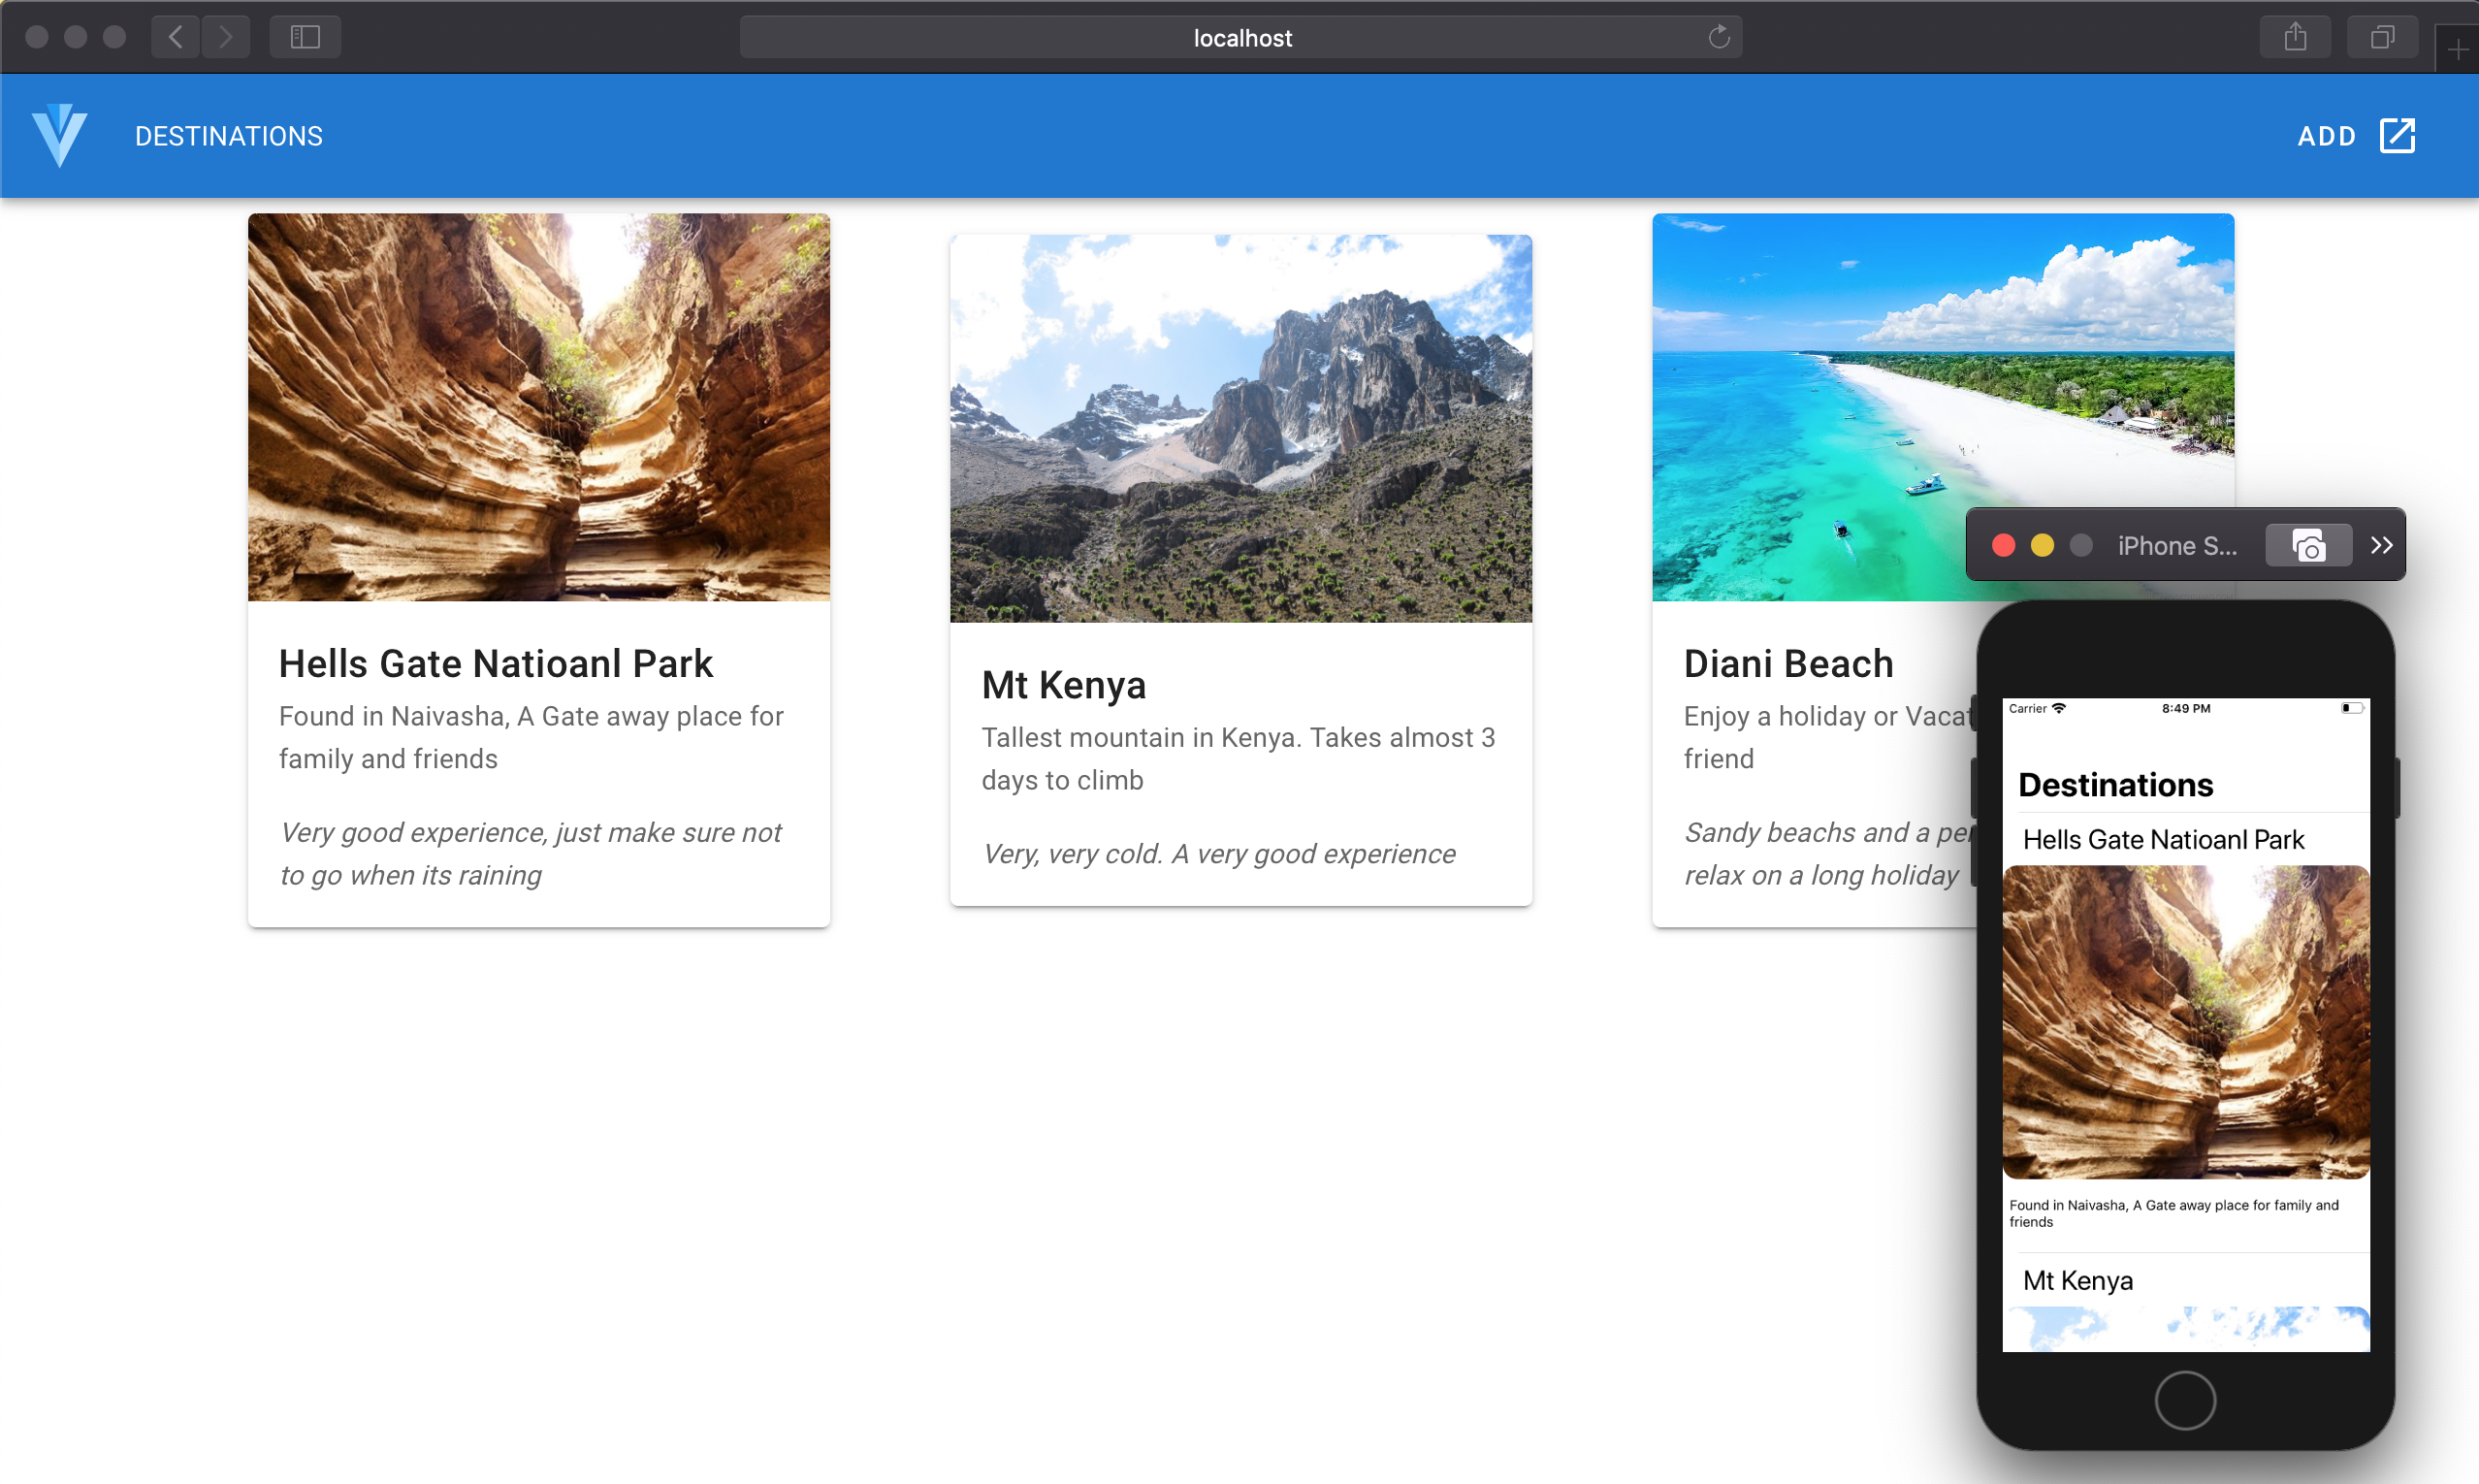 localhost
DESTINATIONS
ADD
Hells Gate Natioanl Park
Found in Naivasha, A Gate away place for
family and friends
Very good experience, just make sure not
to go when its raining
Mt Kenya
Tallest mountain in Kenya. Takes almost 3
days to climb
Very, very cold. A very good experience
Diani Beach
Enjoy a holiday or
friend
Sandy beachs and a
relax on a long holiday
iPhone S...
Carrier
8:49 PM
Destinations
Hells Gate Natioanl Park
Found in Naivasha, A Gate away place for family and
friends
Mt Kenya